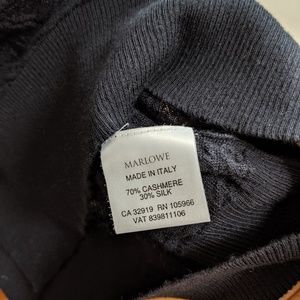 MARLOWE
MADE IN ITALY
70% CASHMERE
30% SILK
CA 32919 RN 105966
VAT 839811106